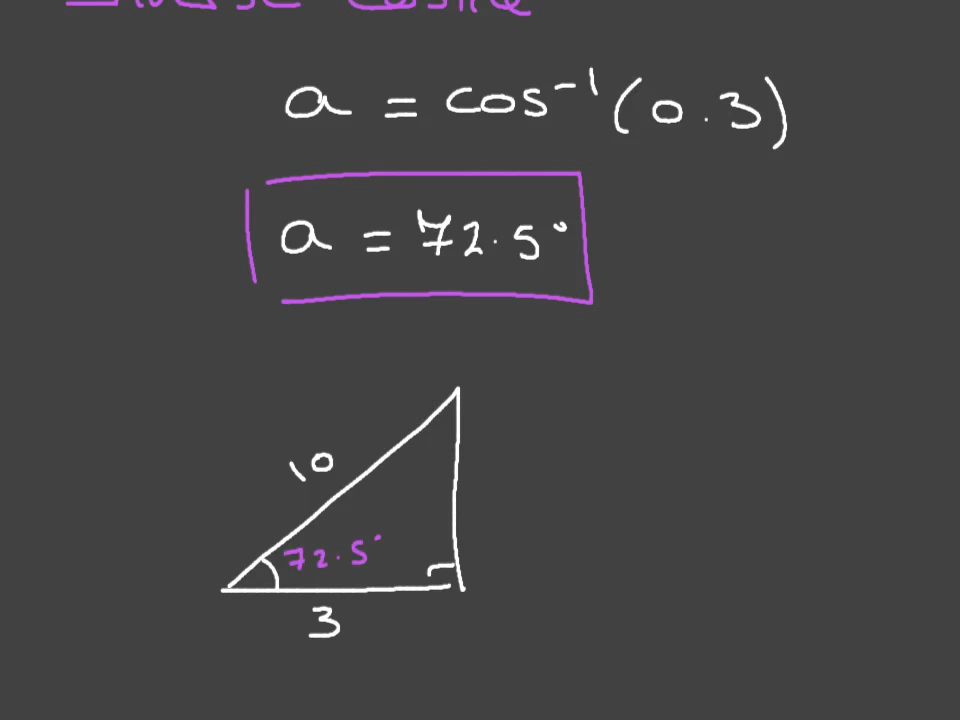 a = cos⁻¹(0.3)
a = 72.5°
10
72.5°
3